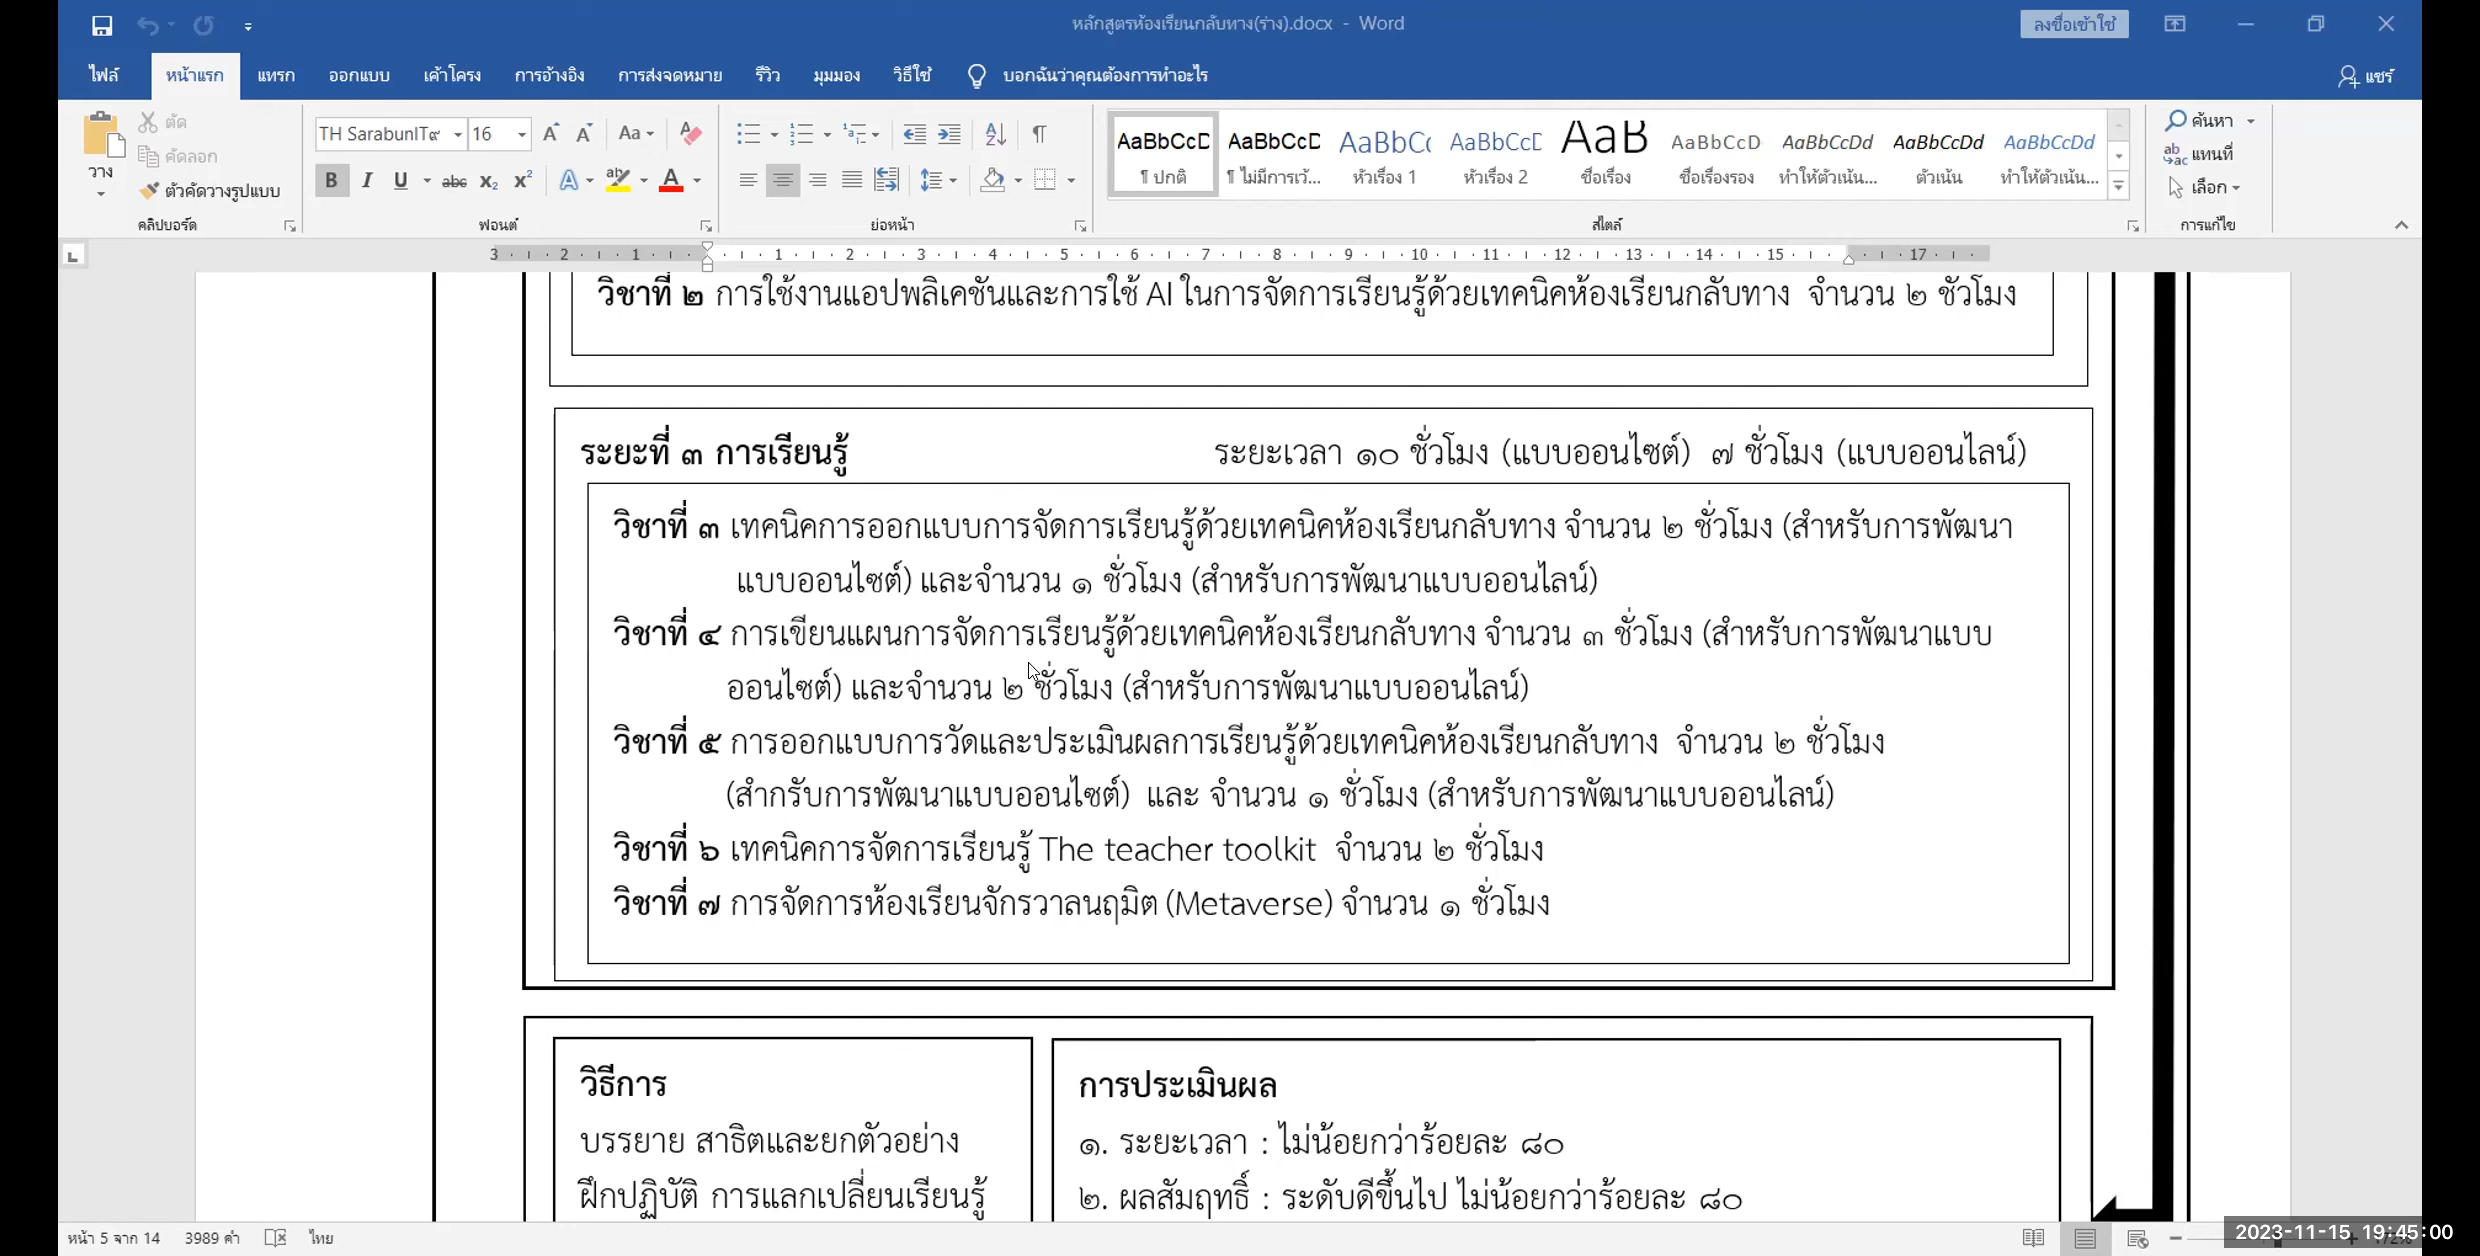 หลักสูตรห้องเรียนกลับทาง(ร่าง).docx - Word
ลงชื่อเข้าใช้
ไฟล์ หน้าแรก แทรก ออกแบบ เค้าโครง การอ้างอิง การส่งจดหมาย รีวิว มุมมอง วิธีใช้ บอกฉันว่าคุณต้องการทำอะไร แชร์
วาง
ตัด
คัดลอก
ตัวคัดวางรูปแบบ
คลิปบอร์ด
TH SarabunIT๙ 16
ฟอนต์
ย่อหน้า
AaBbCcD AaBbCcD AaBbC( AaBbCcD AaB AaBbCcD AaBbCcDd AaBbCcDd AaBbCcDd
¶ ปกติ ¶ ไม่มีการเว้... หัวเรื่อง 1 หัวเรื่อง 2 ชื่อเรื่อง ชื่อเรื่องรอง ทำให้ตัวเน้น... ตัวเน้น ทำให้ตัวเน้น...
สไตล์
ค้นหา
แทนที่
เลือก
การแก้ไข
3 2 1 1 2 3 4 5 6 7 8 9 10 11 12 13 14 15 17
วิชาที่ ๒ การใช้งานแอปพลิเคชันและการใช้ AI ในการจัดการเรียนรู้ด้วยเทคนิคห้องเรียนกลับทาง จำนวน ๒ ชั่วโมง
ระยะที่ ๓ การเรียนรู้ ระยะเวลา ๑๐ ชั่วโมง (แบบออนไซต์) ๗ ชั่วโมง (แบบออนไลน์)
วิชาที่ ๓ เทคนิคการออกแบบการจัดการเรียนรู้ด้วยเทคนิคห้องเรียนกลับทาง จำนวน ๒ ชั่วโมง (สำหรับการพัฒนา
แบบออนไซต์) และจำนวน ๑ ชั่วโมง (สำหรับการพัฒนาแบบออนไลน์)
วิชาที่ ๔ การเขียนแผนการจัดการเรียนรู้ด้วยเทคนิคห้องเรียนกลับทาง จำนวน ๓ ชั่วโมง (สำหรับการพัฒนาแบบ
ออนไซต์) และจำนวน ๒ ชั่วโมง (สำหรับการพัฒนาแบบออนไลน์)
วิชาที่ ๕ การออกแบบการวัดและประเมินผลการเรียนรู้ด้วยเทคนิคห้องเรียนกลับทาง จำนวน ๒ ชั่วโมง
(สำกรับการพัฒนาแบบออนไซต์) และ จำนวน ๑ ชั่วโมง (สำหรับการพัฒนาแบบออนไลน์)
วิชาที่ ๖ เทคนิคการจัดการเรียนรู้ The teacher toolkit จำนวน ๒ ชั่วโมง
วิชาที่ ๗ การจัดการห้องเรียนจักรวาลนฤมิต (Metaverse) จำนวน ๑ ชั่วโมง
วิธีการ
บรรยาย สาธิตและยกตัวอย่าง
ฝึกปฏิบัติ การแลกเปลี่ยนเรียนรู้
การประเมินผล
๑. ระยะเวลา : ไม่น้อยกว่าร้อยละ ๘๐
๒. ผลสัมฤทธิ์ : ระดับดีขึ้นไป ไม่น้อยกว่าร้อยละ ๘๐
หน้า 5 จาก 14 3989 คำ ไทย
2023-11-15 19:45:00